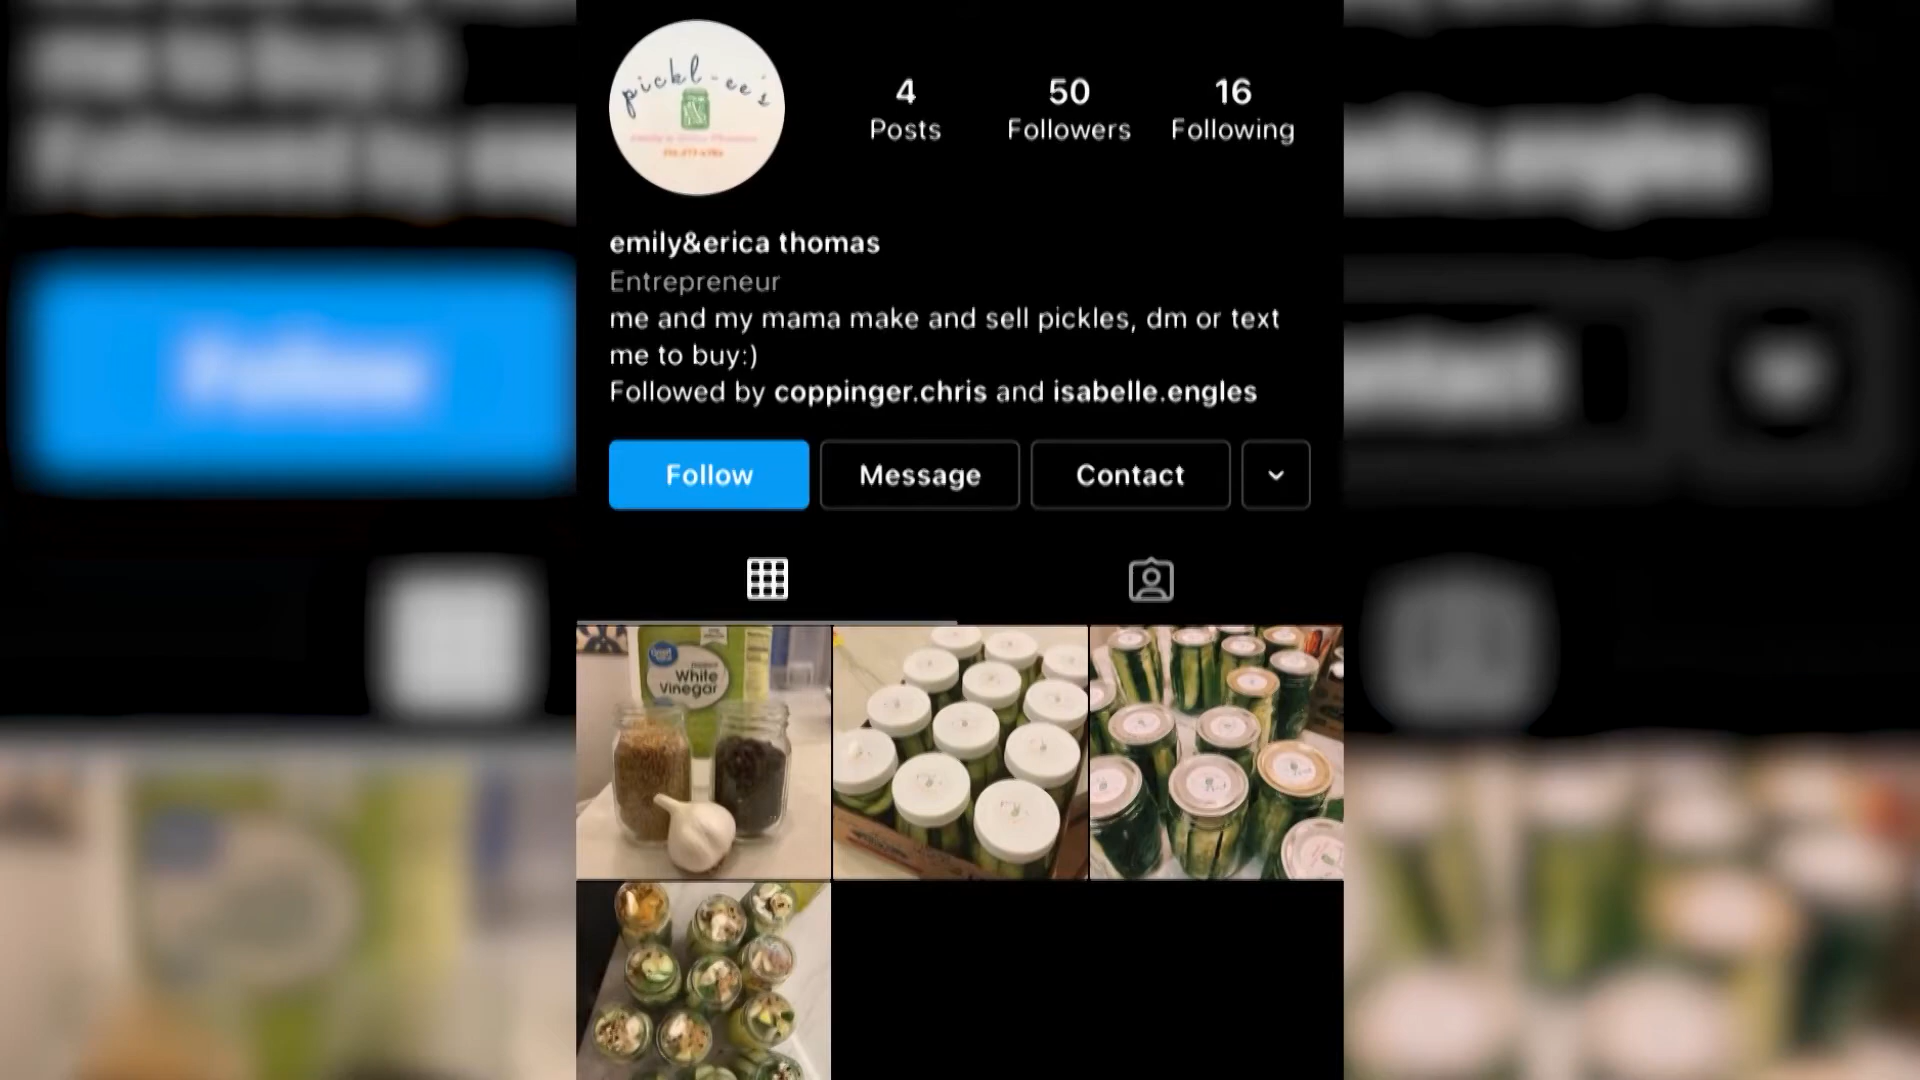 pickl-ee's
4
Posts
50
Followers
16
Following
emily&erica thomas
Entrepreneur
me and my mama make and sell pickles, dm or text
me to buy:)
Followed by coppinger.chris and isabelle.engles
Follow
Message
Contact
Great Value
White
Vinegar